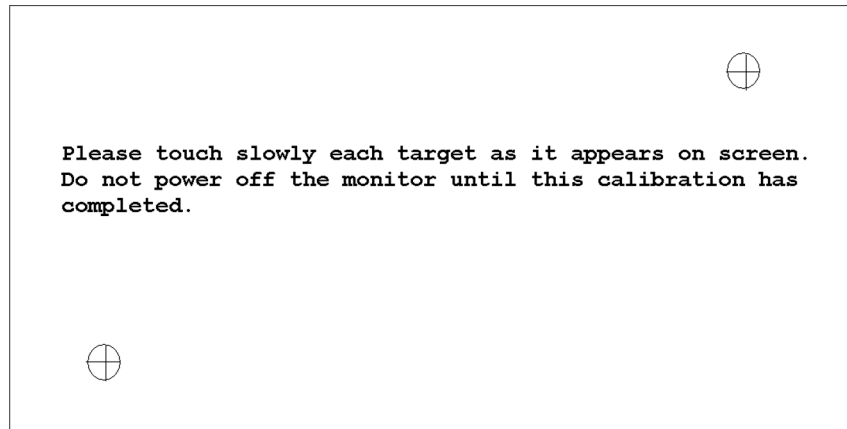 Please touch slowly each target as it appears on screen.
Do not power off the monitor until this calibration has
completed.